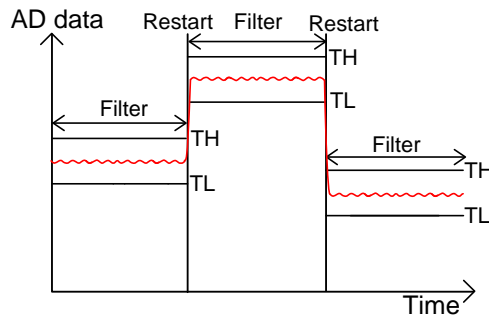 AD data
Restart
Filter
Restart
TH
TL
Filter
TH
TL
Filter
TH
TL
Time